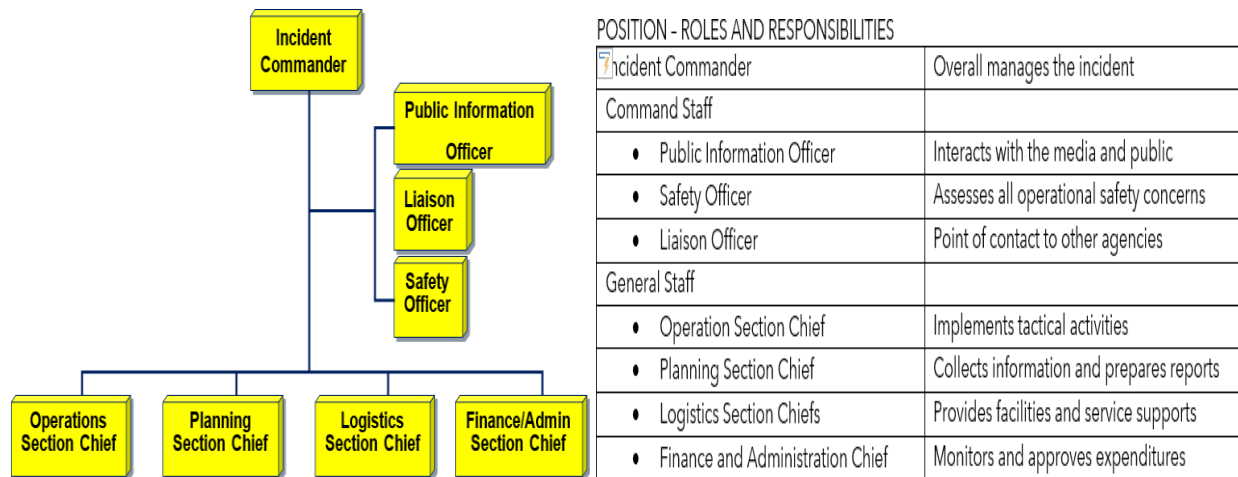 Incident
Commander
Public Information
Officer
Liaison
Officer
Safety
Officer
Operations
Section Chief
Planning
Section Chief
Logistics
Section Chief
Finance/Admin
Section Chief
POSITION – ROLES AND RESPONSIBILITIES
ncident Commander Overall manages the incident
Command Staff
• Public Information Officer Interacts with the media and public
• Safety Officer Assesses all operational safety concerns
• Liaison Officer Point of contact to other agencies
General Staff
• Operation Section Chief Implements tactical activities
• Planning Section Chief Collects information and prepares reports
• Logistics Section Chiefs Provides facilities and service supports
• Finance and Administration Chief Monitors and approves expenditures